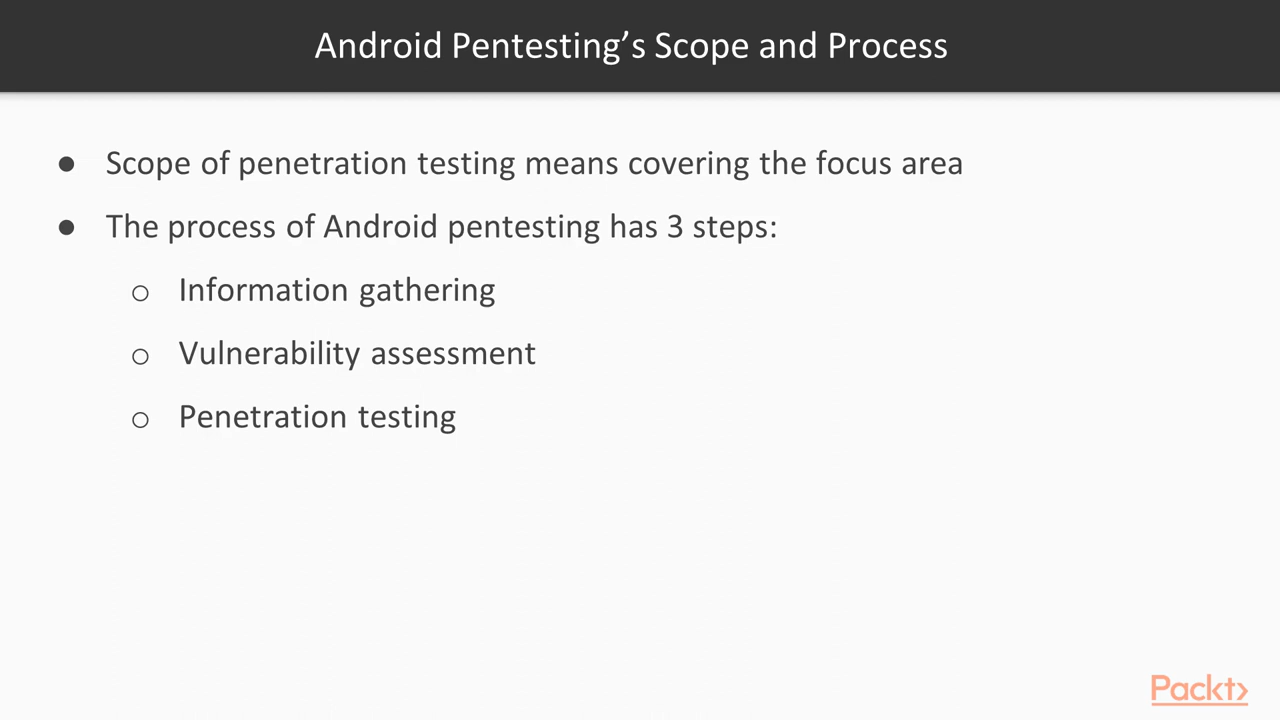 Android Pentesting’s Scope and Process
● Scope of penetration testing means covering the focus area
● The process of Android pentesting has 3 steps:
○ Information gathering
○ Vulnerability assessment
○ Penetration testing
Packt>